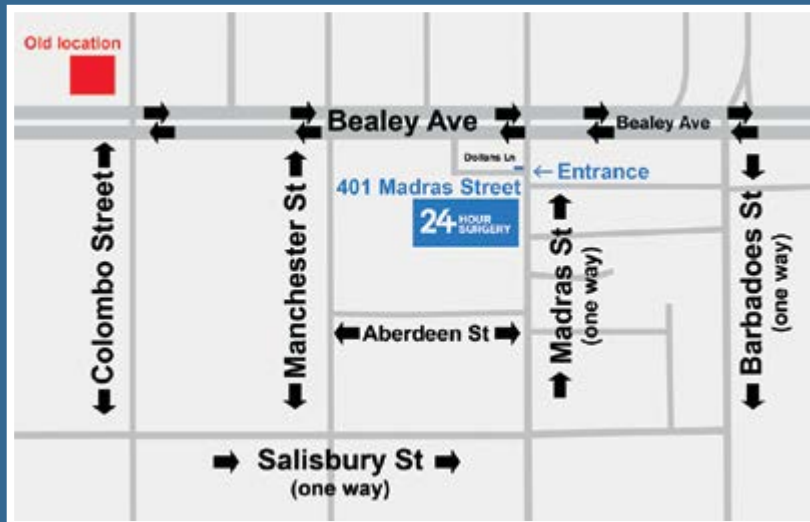 Old location
Bealey Ave
Bealey Ave
Dollans Ln
← Entrance
401 Madras Street
24 HOUR
SURGERY
Colombo Street
Manchester St
Madras St
(one way)
Barbadoes St
(one way)
Aberdeen St
Salisbury St
(one way)